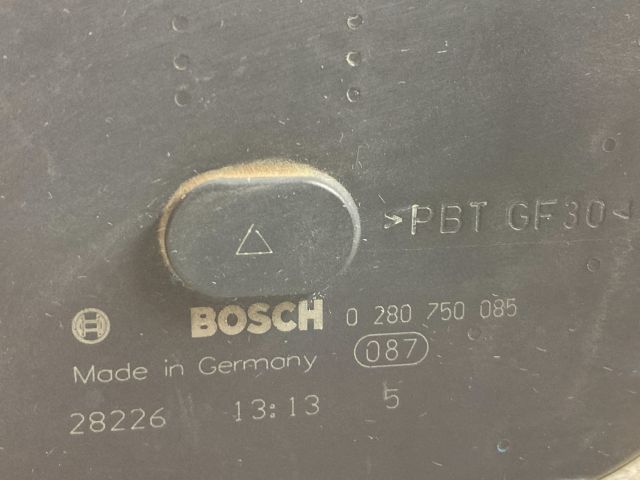 >PBT GF30<
BOSCH 0 280 750 085
Made in Germany 087
28226 13:13 5